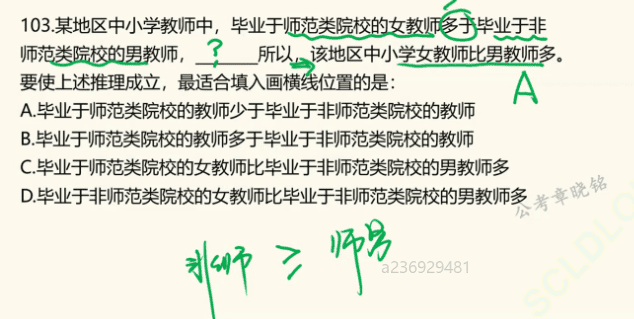 103.某地区中小学教师中，毕业于师范类院校的女教师多于毕业于非
师范类院校的男教师，？所以，该地区中小学女教师比男教师多。
要使上述推理成立，最适合填入画横线位置的是：
A
A.毕业于师范类院校的教师少于毕业于非师范类院校的教师
B.毕业于师范类院校的教师多于毕业于非师范类院校的教师
C.毕业于师范类院校的女教师比毕业于非师范类院校的男教师多
D.毕业于非师范类院校的女教师比毕业于非师范类院校的男教师多
公考章晓铭
≥ 师男
a236929481
SCLDLO